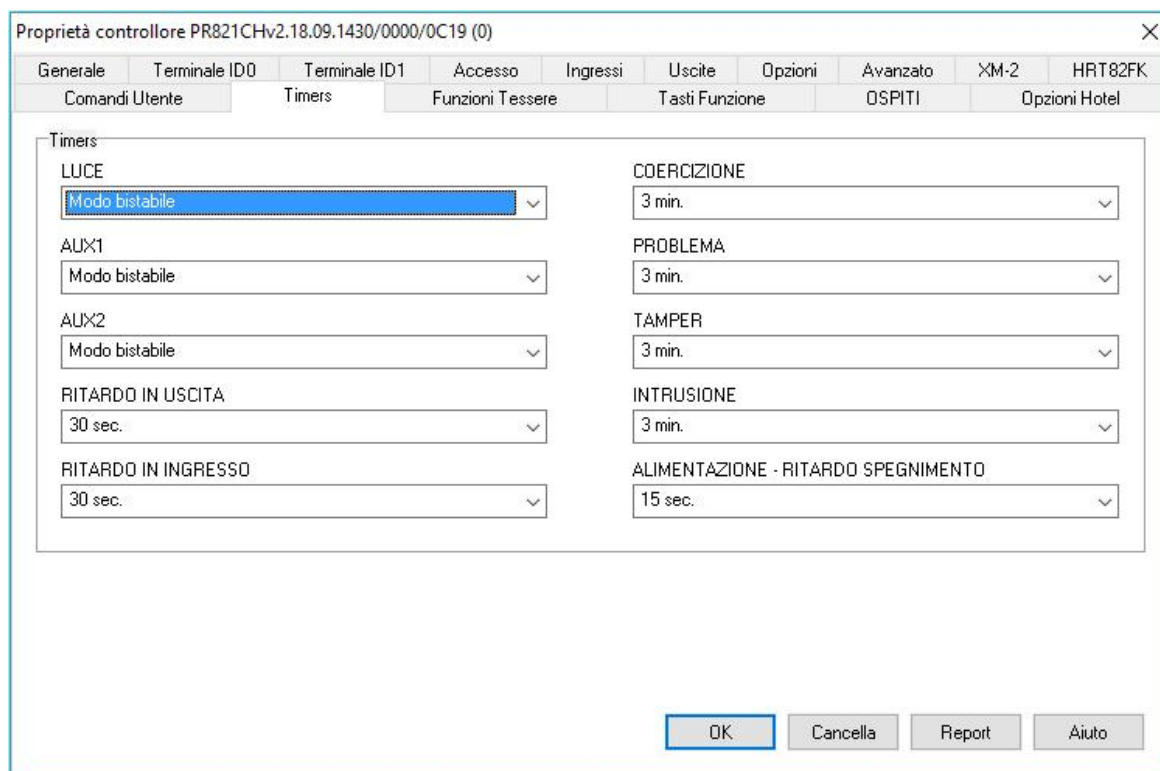 Proprietà controllore PR821CHv2.18.09.1430/0000/0C19 (0)
Generale Terminale ID0 Terminale ID1 Accesso Ingressi Uscite Opzioni Avanzato XM-2 HRT82FK
Comandi Utente Timers Funzioni Tessere Tasti Funzione OSPITI Opzioni Hotel
Timers
LUCE
Modo bistabile
AUX1
Modo bistabile
AUX2
Modo bistabile
RITARDO IN USCITA
30 sec.
RITARDO IN INGRESSO
30 sec.
COERCIZIONE
3 min.
PROBLEMA
3 min.
TAMPER
3 min.
INTRUSIONE
3 min.
ALIMENTAZIONE - RITARDO SPEGNIMENTO
15 sec.
OK Cancella Report Aiuto